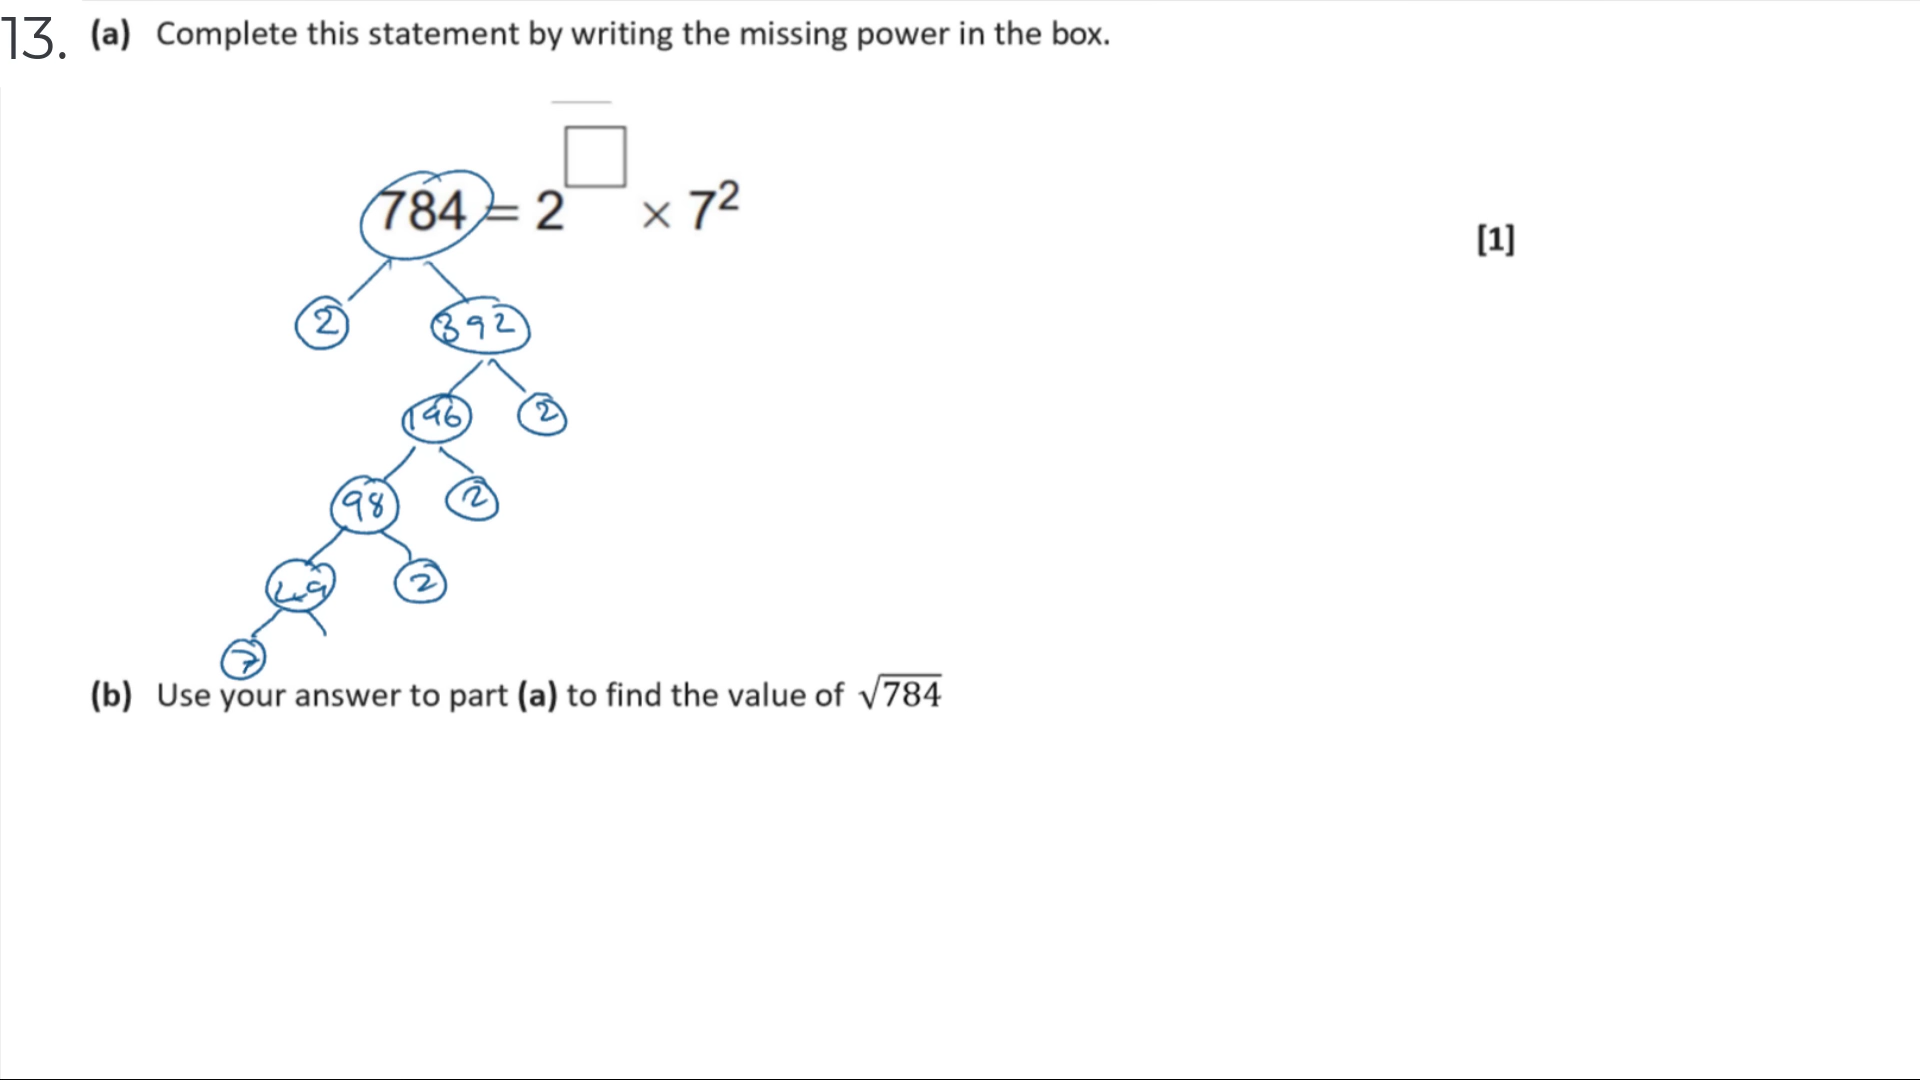 13. (a) Complete this statement by writing the missing power in the box.
784 = 2□ × 7²
[1]
2 392
196 2
98 2
49 2
7
(b) Use your answer to part (a) to find the value of √784